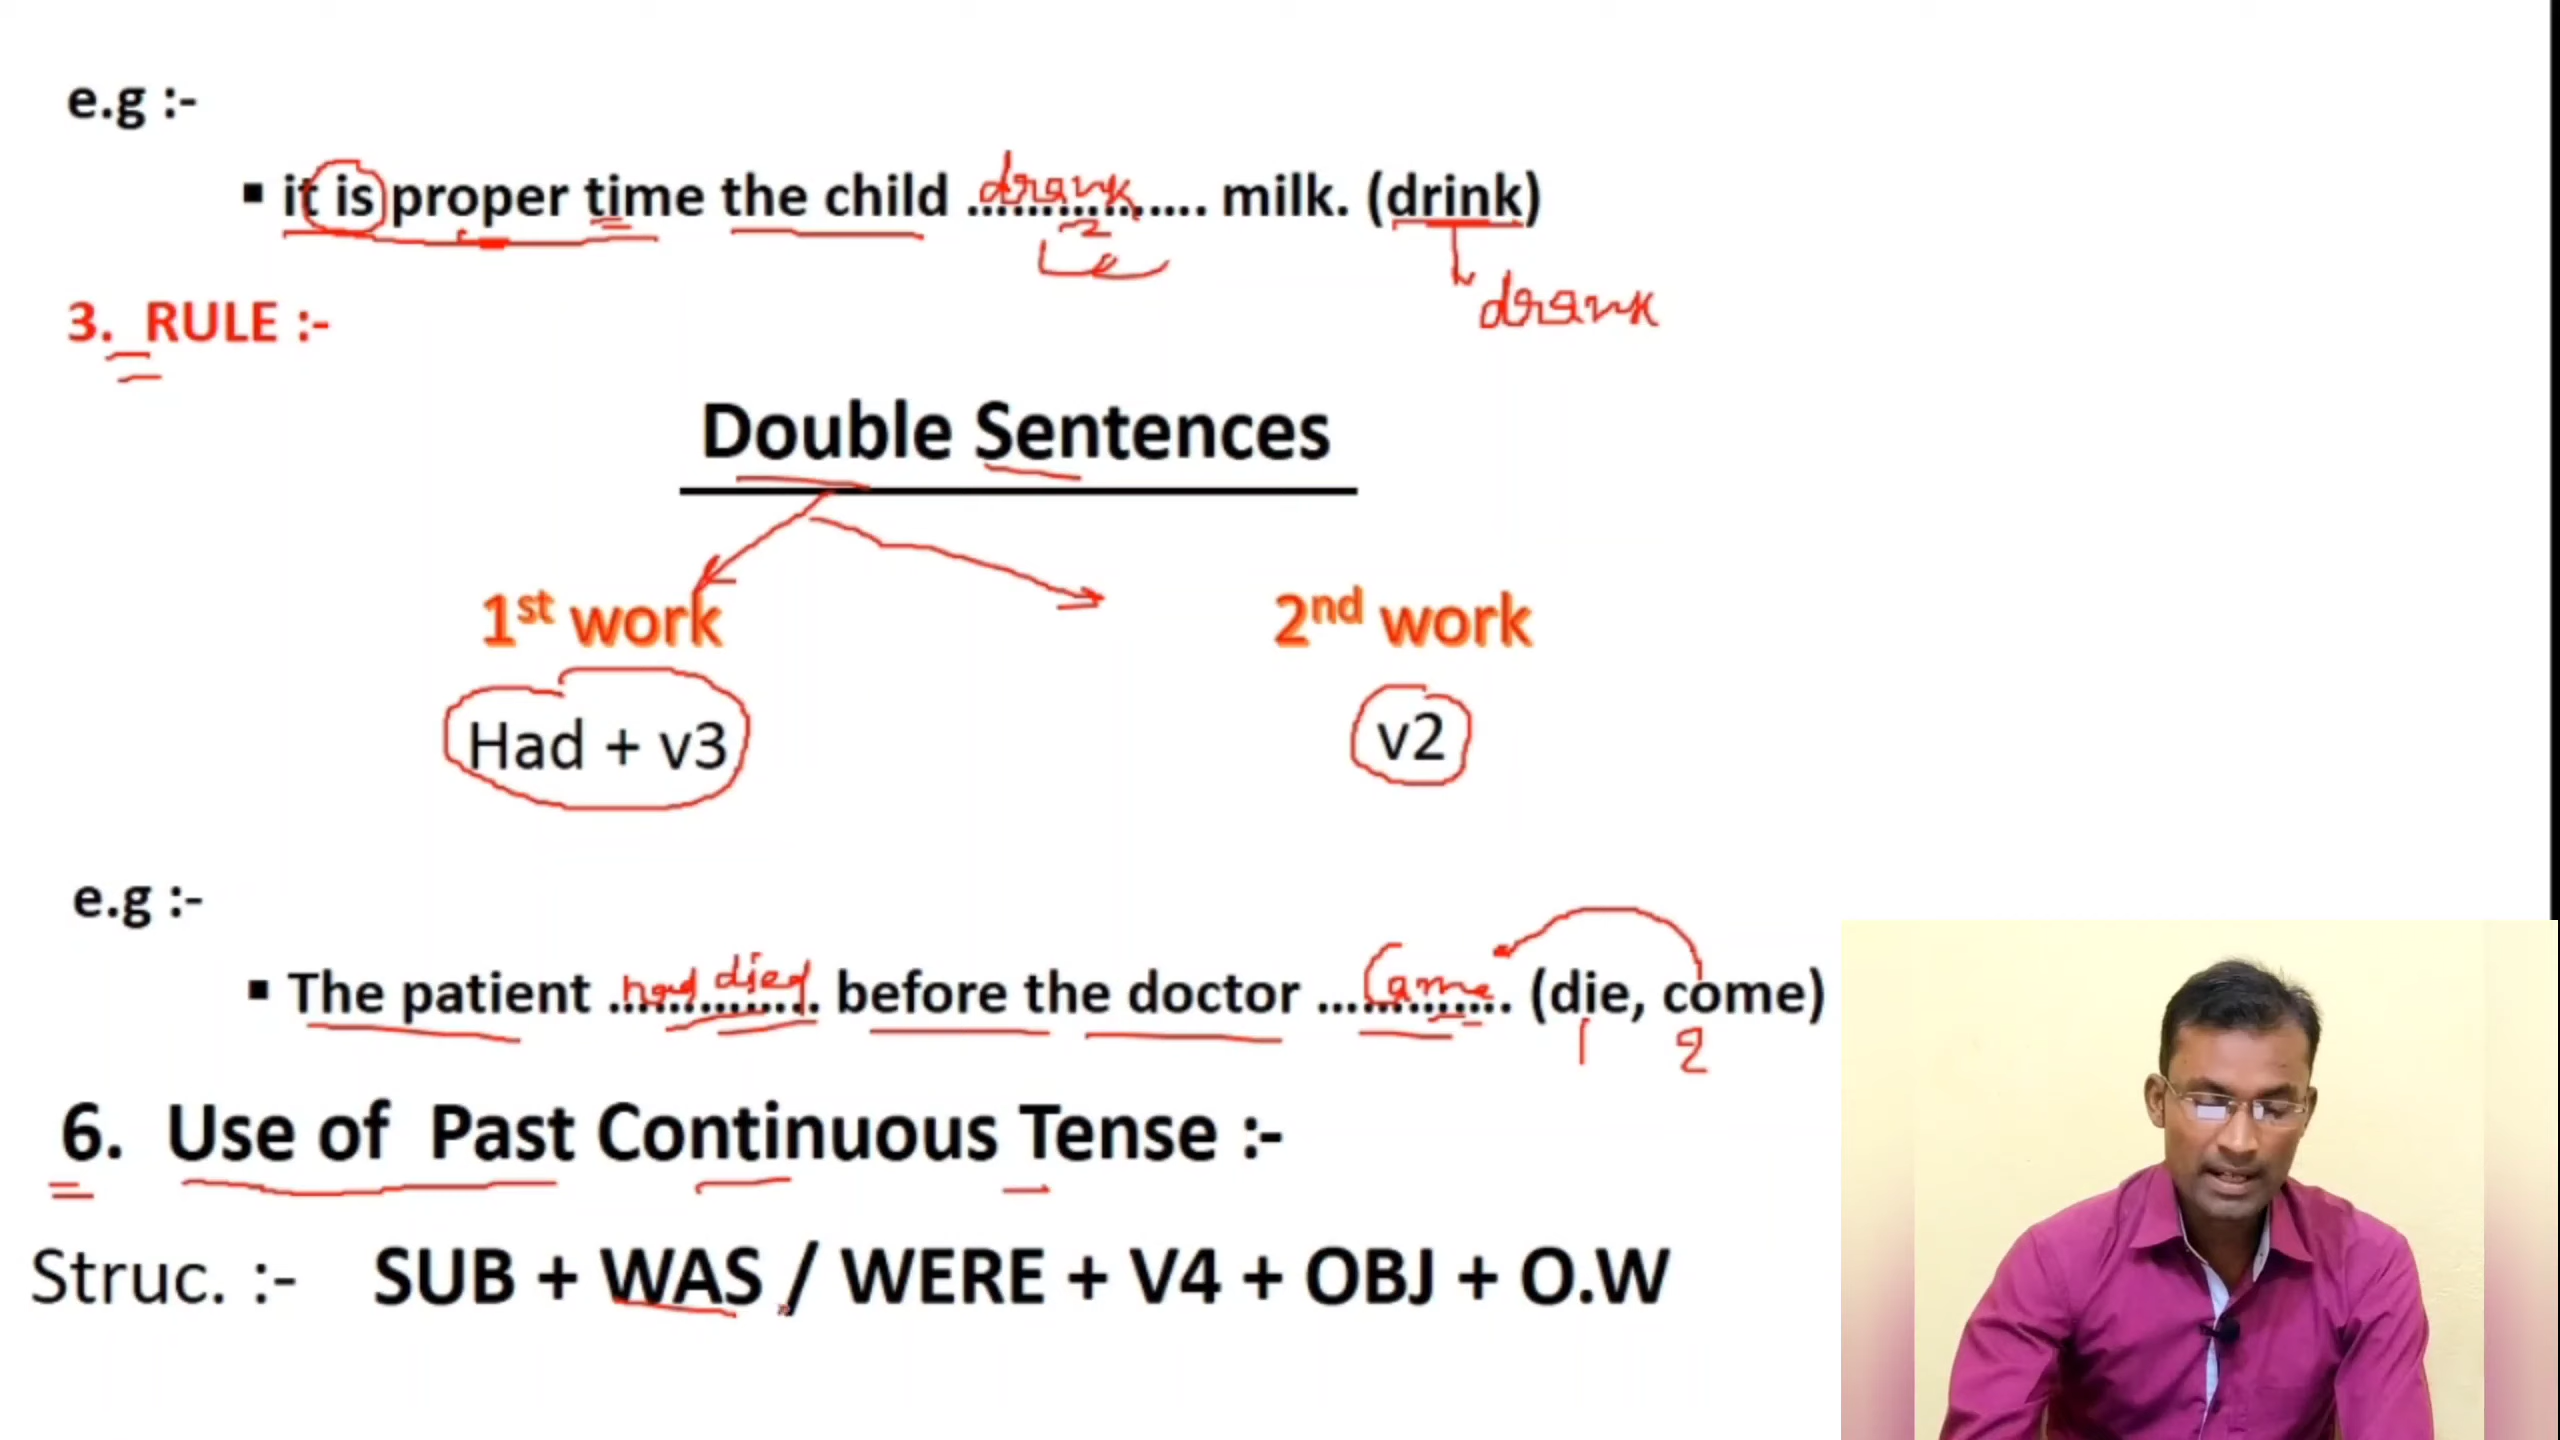 e.g :-
▪ it is proper time the child drank ................ milk. (drink)
2
drank
3. RULE :-
Double Sentences
1st work 2nd work
Had + v3 v2
e.g :-
▪ The patient had died .............. before the doctor Came ............. (die, come)
1 2
6. Use of Past Continuous Tense :-
Struc. :- SUB + WAS / WERE + V4 + OBJ + O.W